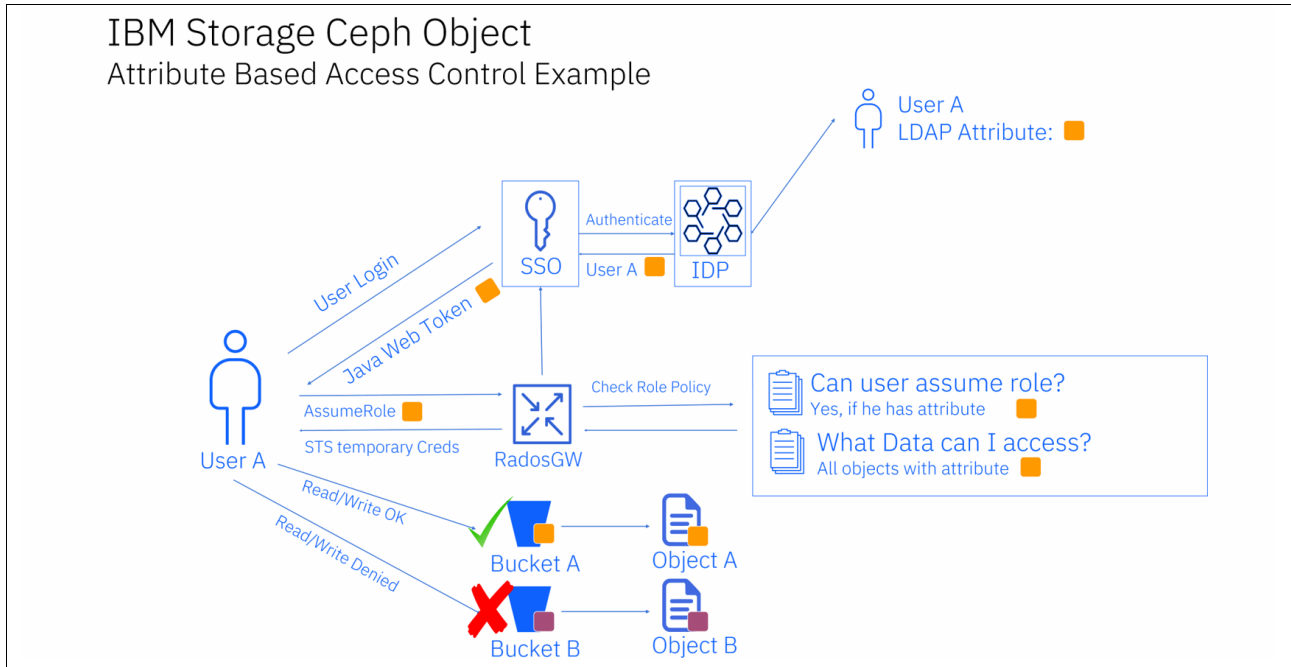 IBM Storage Ceph Object
Attribute Based Access Control Example
User A
LDAP Attribute:
Authenticate
SSO
User A
IDP
User Login
Java Web Token
Check Role Policy
AssumeRole
STS temporary Creds
User A
RadosGW
Can user assume role?
Yes, if he has attribute
What Data can I access?
All objects with attribute
Read/Write OK
Read/Write Denied
Bucket A
Object A
Bucket B
Object B